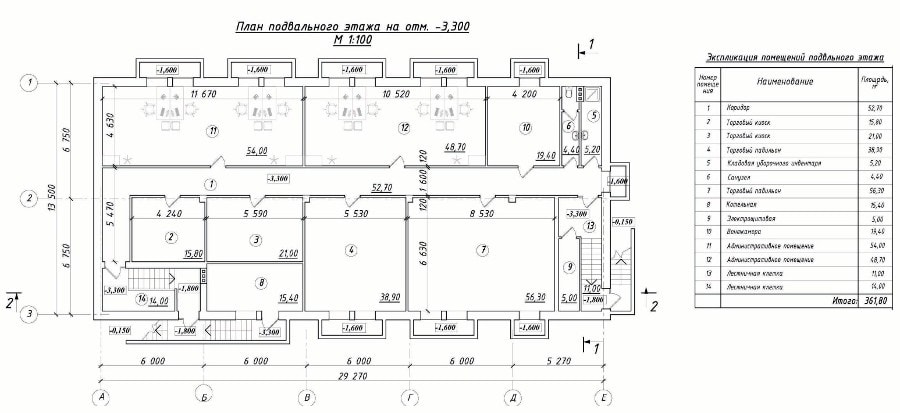 План подвального этажа на отм. -3,300
М 1:100
1
-1,600
-1,600
-1,600
-1,600
-1,600
1
11 670
10 520
4 200
4 630
11
12
10
6
5
54,00
48,70
19,40
4,40
5,20
6 750
13 500
120
1
-3,300
52,70
1 600
-1,600
2
120
4 240
5 590
5 530
8 530
-3,300
13
-0,150
5 470
2
3
4
7
6 630
15,80
21,00
6 750
9
-3,300
-1,800
8
14
14,00
15,40
38,90
56,30
5,00
11,00
-1,800
2
2
3
-0,150
-1,800
-3,300
-1,600
-1,600
-1,600
1
6 000
6 000
6 000
6 000
5 270
29 270
А
Б
В
Г
Д
Е
Экспликация помещений подвльного этажа
Номер помеще ния
Наименование
Площадь, м²
1 Коридор 52,70
2 Торговый киоск 15,80
3 Торговый киоск 21,00
4 Торговый павильон 38,30
5 Кладовая уборочного инвентаря 5,20
6 Санузел 4,40
7 Торговый павильон 56,30
8 Котельная 15,40
9 Электрощитовая 5,00
10 Венткамера 19,40
11 Административное помещение 54,00
12 Административное помещение 48,70
13 Лестничная клетка 11,00
14 Лестничная клетка 14,00
Итого: 361,80